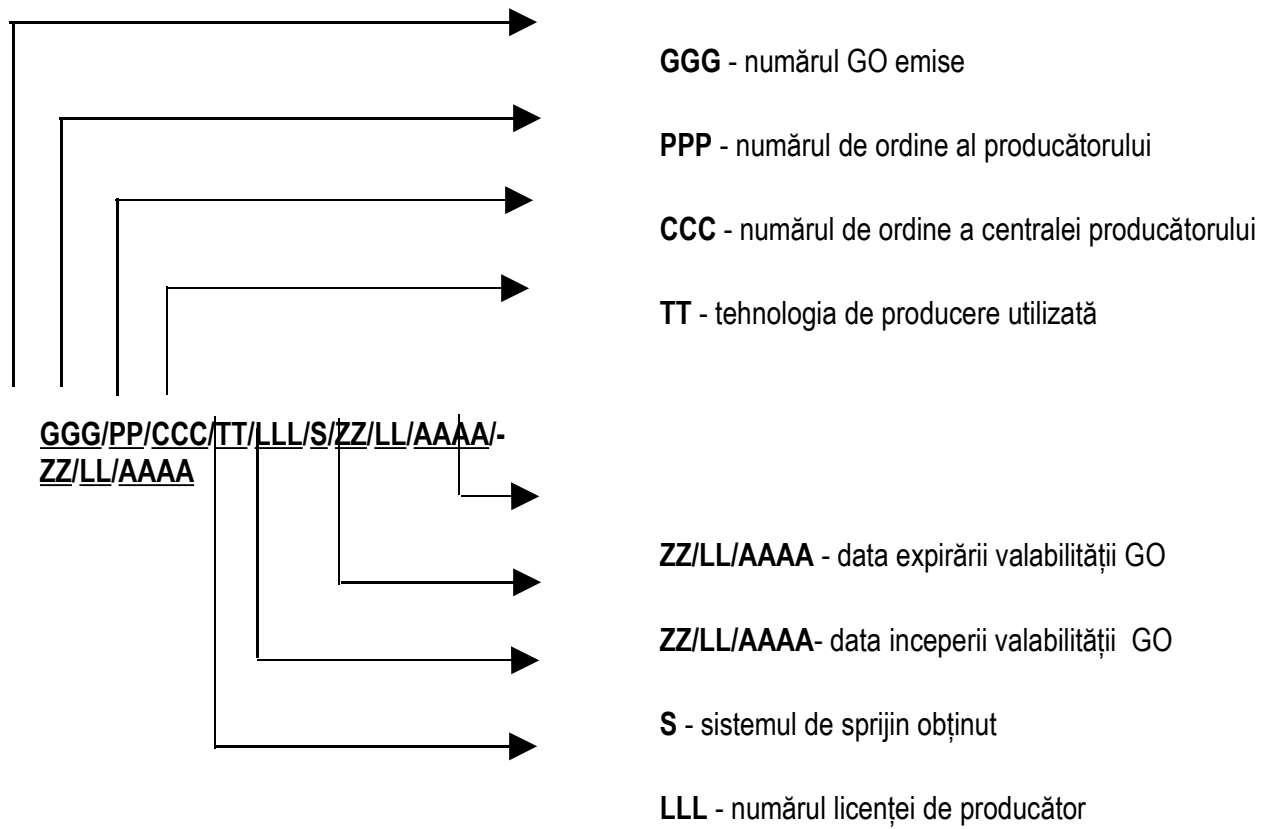 GGG - numărul GO emise
PPP - numărul de ordine al producătorului
CCC - numărul de ordine a centralei producătorului
TT - tehnologia de producere utilizată
GGG/PP/CCC/TT/LLL/S/ZZ/LL/AAAA/-
ZZ/LL/AAAA
ZZ/LL/AAAA - data expirării valabilității GO
ZZ/LL/AAAA- data inceperii valabilității GO
S - sistemul de sprijin obținut
LLL - numărul licenței de producător